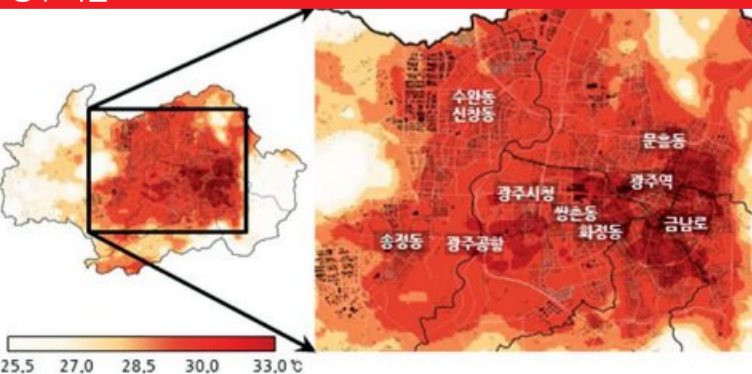 수완동
신창동
문흥동
광주역
광주시청
쌍촌동
금남로
화정동
송정동
광주공항
25.5 27.0 28.5 30.0 33.0 ℃